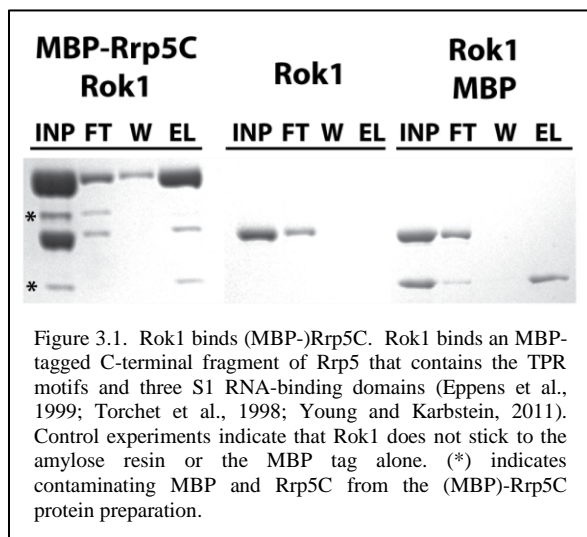 MBP-Rrp5C
Rok1
INP FT W EL
Rok1
INP FT W EL
Rok1
MBP
INP FT W EL
*
*
Figure 3.1. Rok1 binds (MBP-)Rrp5C. Rok1 binds an MBP-
tagged C-terminal fragment of Rrp5 that contains the TPR
motifs and three S1 RNA-binding domains (Eppens et al.,
1999; Torchet et al., 1998; Young and Karbstein, 2011).
Control experiments indicate that Rok1 does not stick to the
amylose resin or the MBP tag alone. (*) indicates
contaminating MBP and Rrp5C from the (MBP)-Rrp5C
protein preparation.